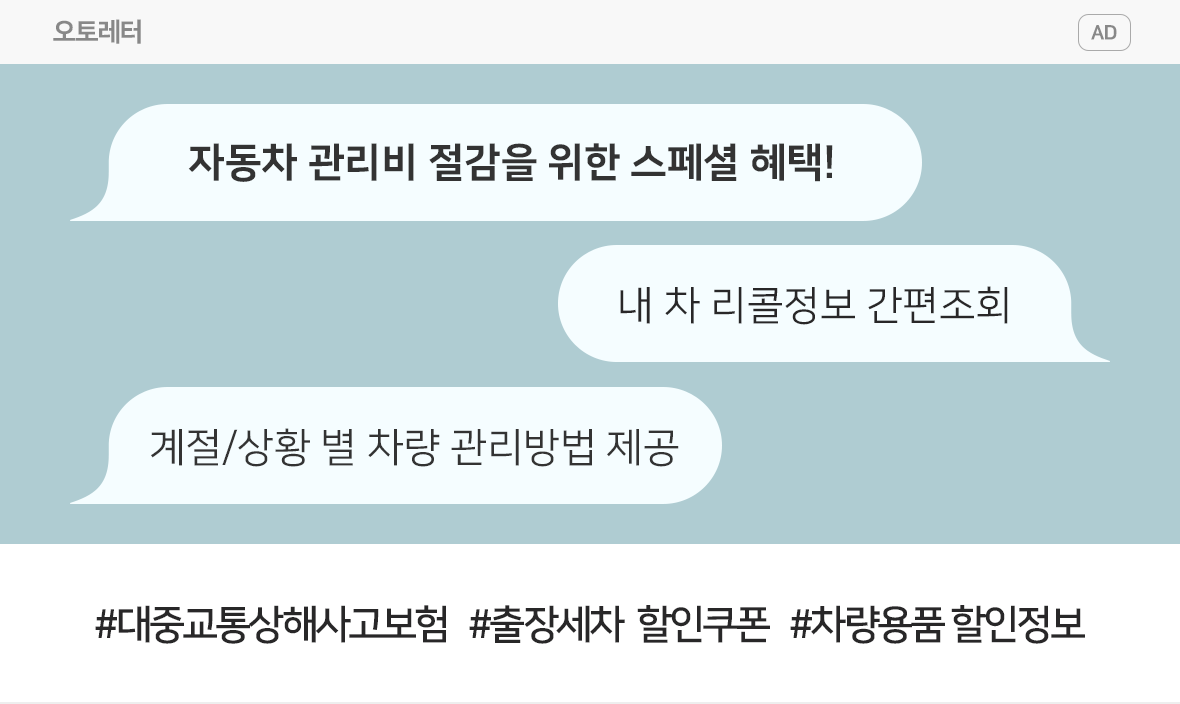 오토레터
AD
자동차 관리비 절감을 위한 스페셜 혜택!
내 차 리콜정보 간편조회
계절/상황 별 차량 관리방법 제공
#대중교통상해사고보험 #출장세차 할인쿠폰 #차량용품 할인정보